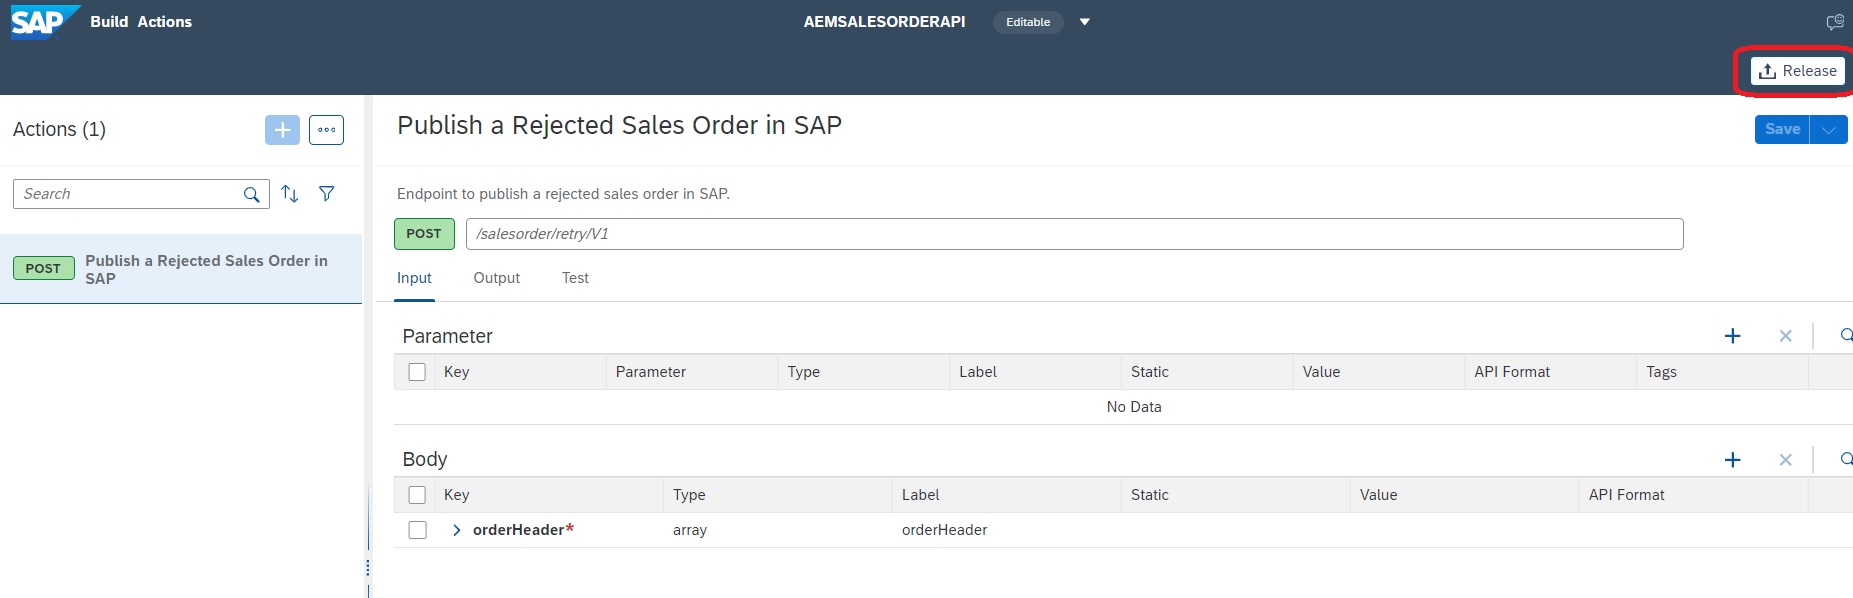 SAP Build Actions AEMSALESORDERAPI Editable
Release
Actions (1)
Publish a Rejected Sales Order in SAP
Save
Search
Endpoint to publish a rejected sales order in SAP.
POST /salesorder/retry/V1
POST Publish a Rejected Sales Order in
SAP
Input Output Test
Parameter
Key Parameter Type Label Static Value API Format Tags
No Data
Body
Key Type Label Static Value API Format
orderHeader* array orderHeader